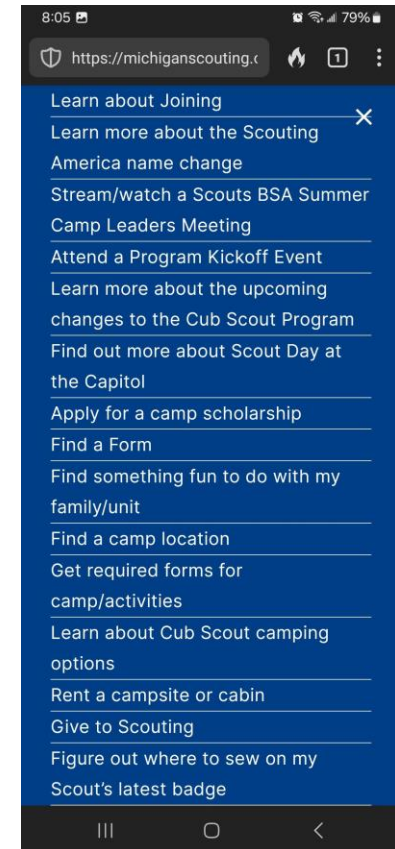 8:05 79%
https://michiganscouting.c 1
Learn about Joining
Learn more about the Scouting
America name change
Stream/watch a Scouts BSA Summer
Camp Leaders Meeting
Attend a Program Kickoff Event
Learn more about the upcoming
changes to the Cub Scout Program
Find out more about Scout Day at
the Capitol
Apply for a camp scholarship
Find a Form
Find something fun to do with my
family/unit
Find a camp location
Get required forms for
camp/activities
Learn about Cub Scout camping
options
Rent a campsite or cabin
Give to Scouting
Figure out where to sew on my
Scout’s latest badge